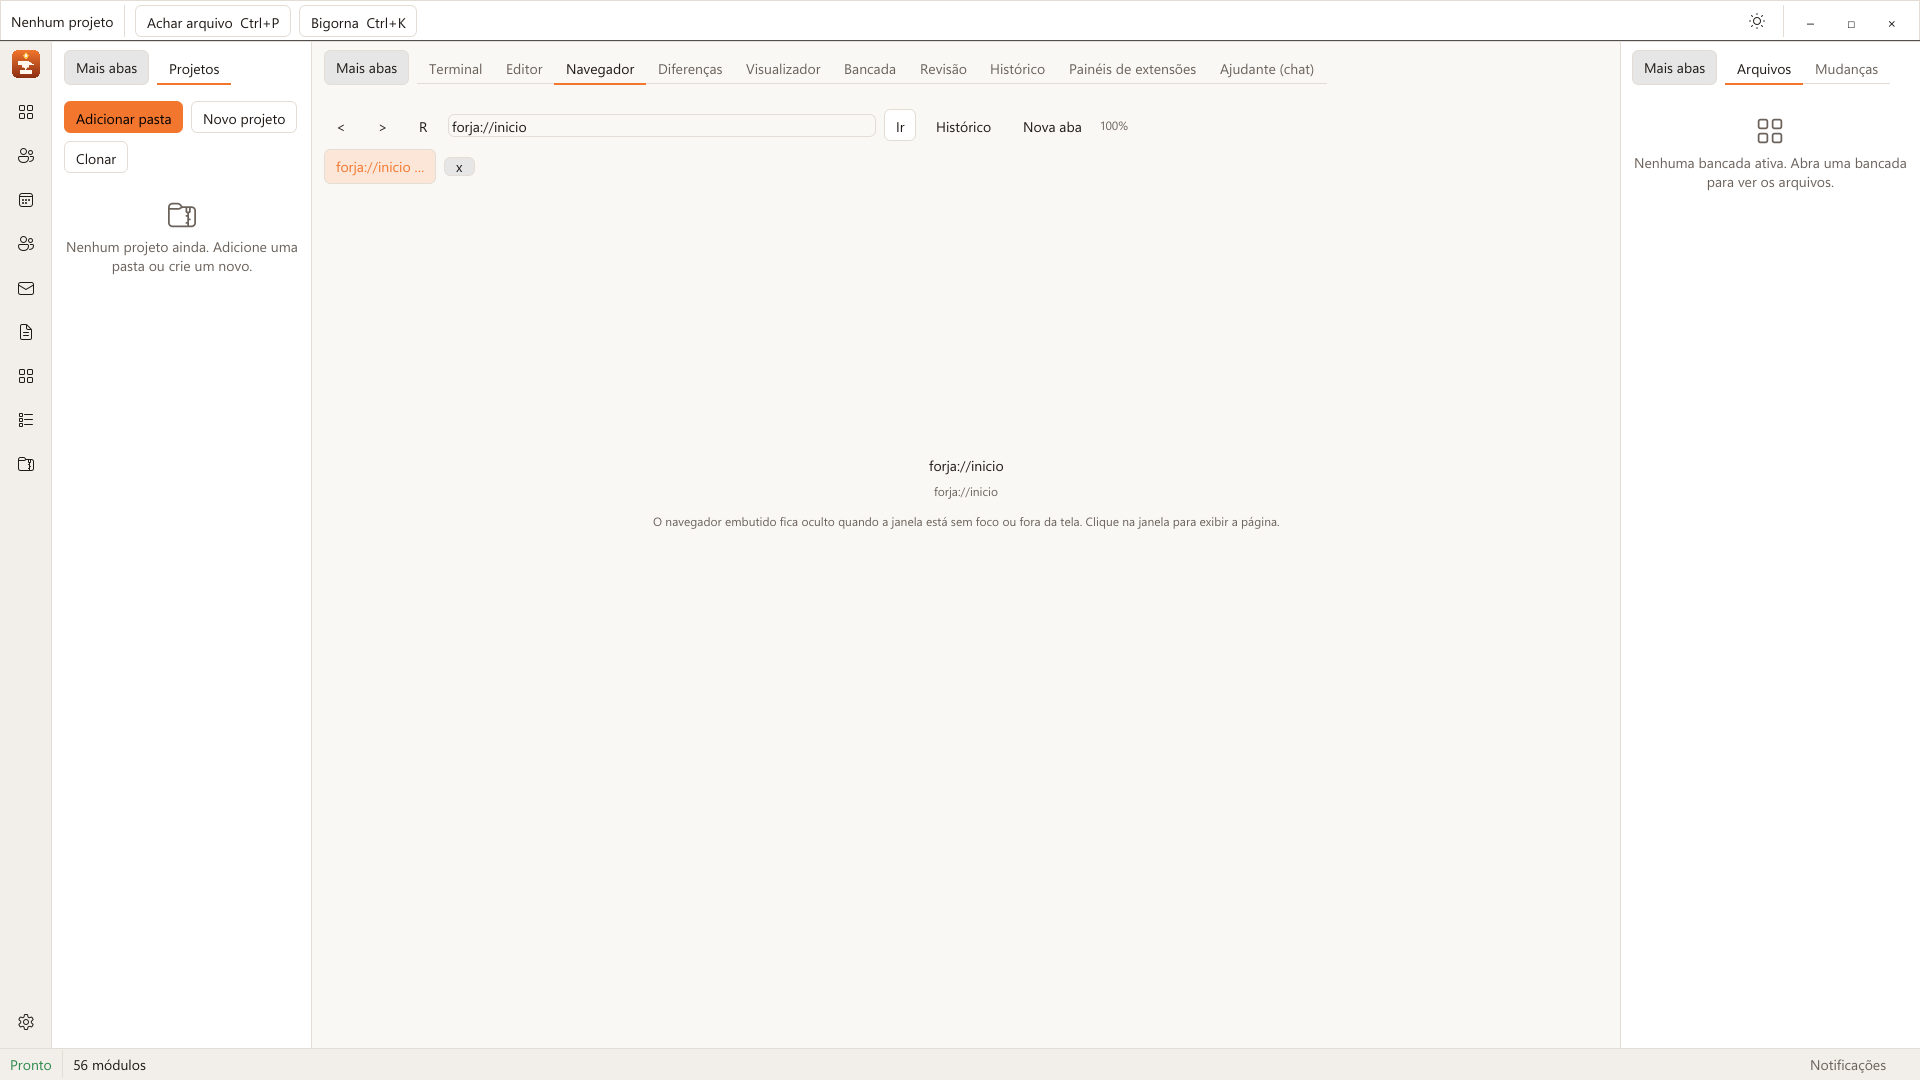 Nenhum projeto
Achar arquivo Ctrl+P
Bigorna Ctrl+K
Mais abas
Projetos
Adicionar pasta
Novo projeto
Clonar
Nenhum projeto ainda. Adicione uma
pasta ou crie um novo.
Mais abas
Terminal
Editor
Navegador
Diferenças
Visualizador
Bancada
Revisão
Histórico
Painéis de extensões
Ajudante (chat)
< > R forja://inicio Ir Histórico Nova aba 100%
forja://inicio ... x
forja://inicio
forja://inicio
O navegador embutido fica oculto quando a janela está sem foco ou fora da tela. Clique na janela para exibir a página.
Mais abas
Arquivos
Mudanças
Nenhuma bancada ativa. Abra uma bancada
para ver os arquivos.
Pronto
56 módulos
Notificações